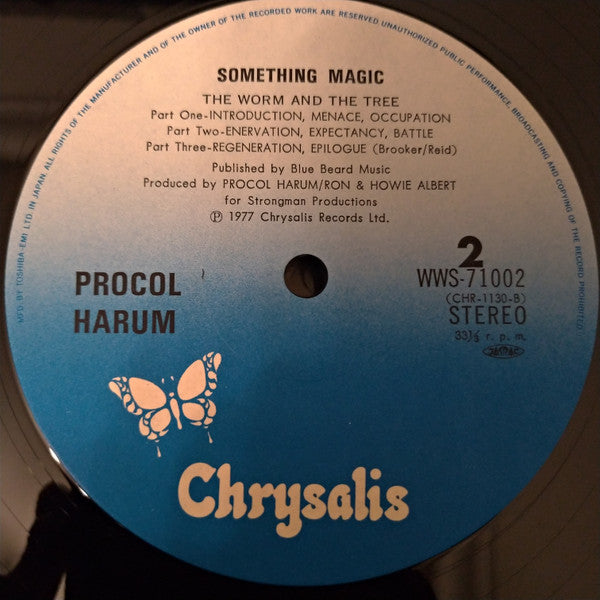 MFD. BY TOSHIBA-EMI LTD. IN JAPAN. ALL RIGHTS OF THE MANUFACTURER AND OF THE OWNER OF THE RECORDED WORK ARE RESERVED. UNAUTHORIZED PUBLIC PERFORMANCE, BROADCASTING AND COPYING OF THE RECORD PROHIBITED
SOMETHING MAGIC
THE WORM AND THE TREE
Part One-INTRODUCTION, MENACE, OCCUPATION
Part Two-ENERVATION, EXPECTANCY, BATTLE
Part Three-REGENERATION, EPILOGUE (Brooker/Reid)
Published by Blue Beard Music
Produced by PROCOL HARUM/RON & HOWIE ALBERT
for Strongman Productions
Ⓟ 1977 Chrysalis Records Ltd.
PROCOL
HARUM
2
WWS-71002
(CHR-1130-B)
STEREO
33⅓ r. p. m.
JASRAC
Chrysalis